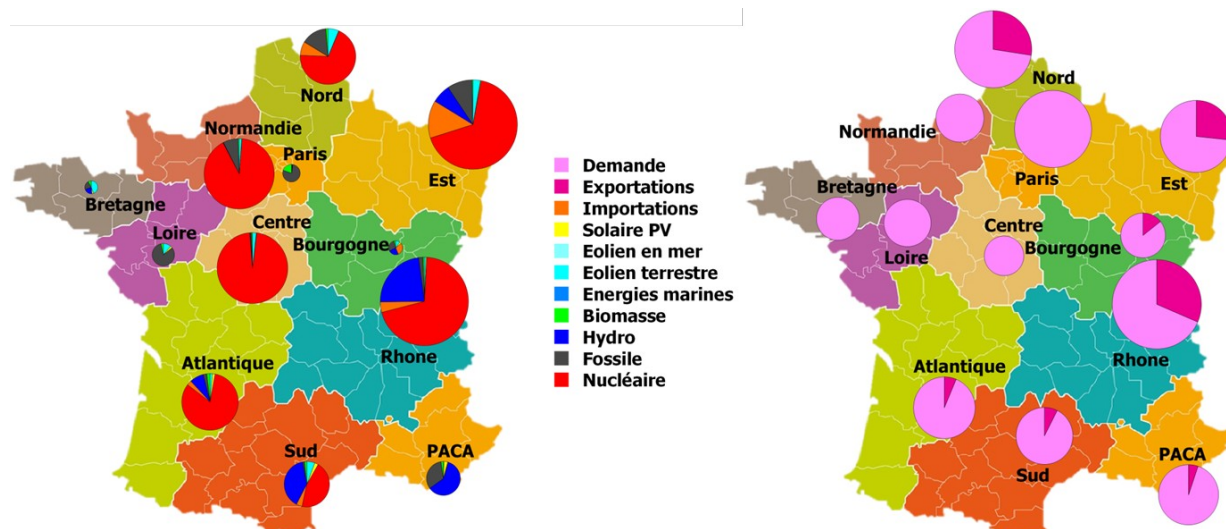 Nord
Normandie
Paris
Est
Bretagne
Centre
Loire
Bourgogne
Rhone
Atlantique
Sud
PACA
Demande
Exportations
Importations
Solaire PV
Eolien en mer
Eolien terrestre
Energies marines
Biomasse
Hydro
Fossile
Nucléaire
Nord
Normandie
Paris
Est
Bretagne
Centre
Loire
Bourgogne
Rhone
Atlantique
Sud
PACA